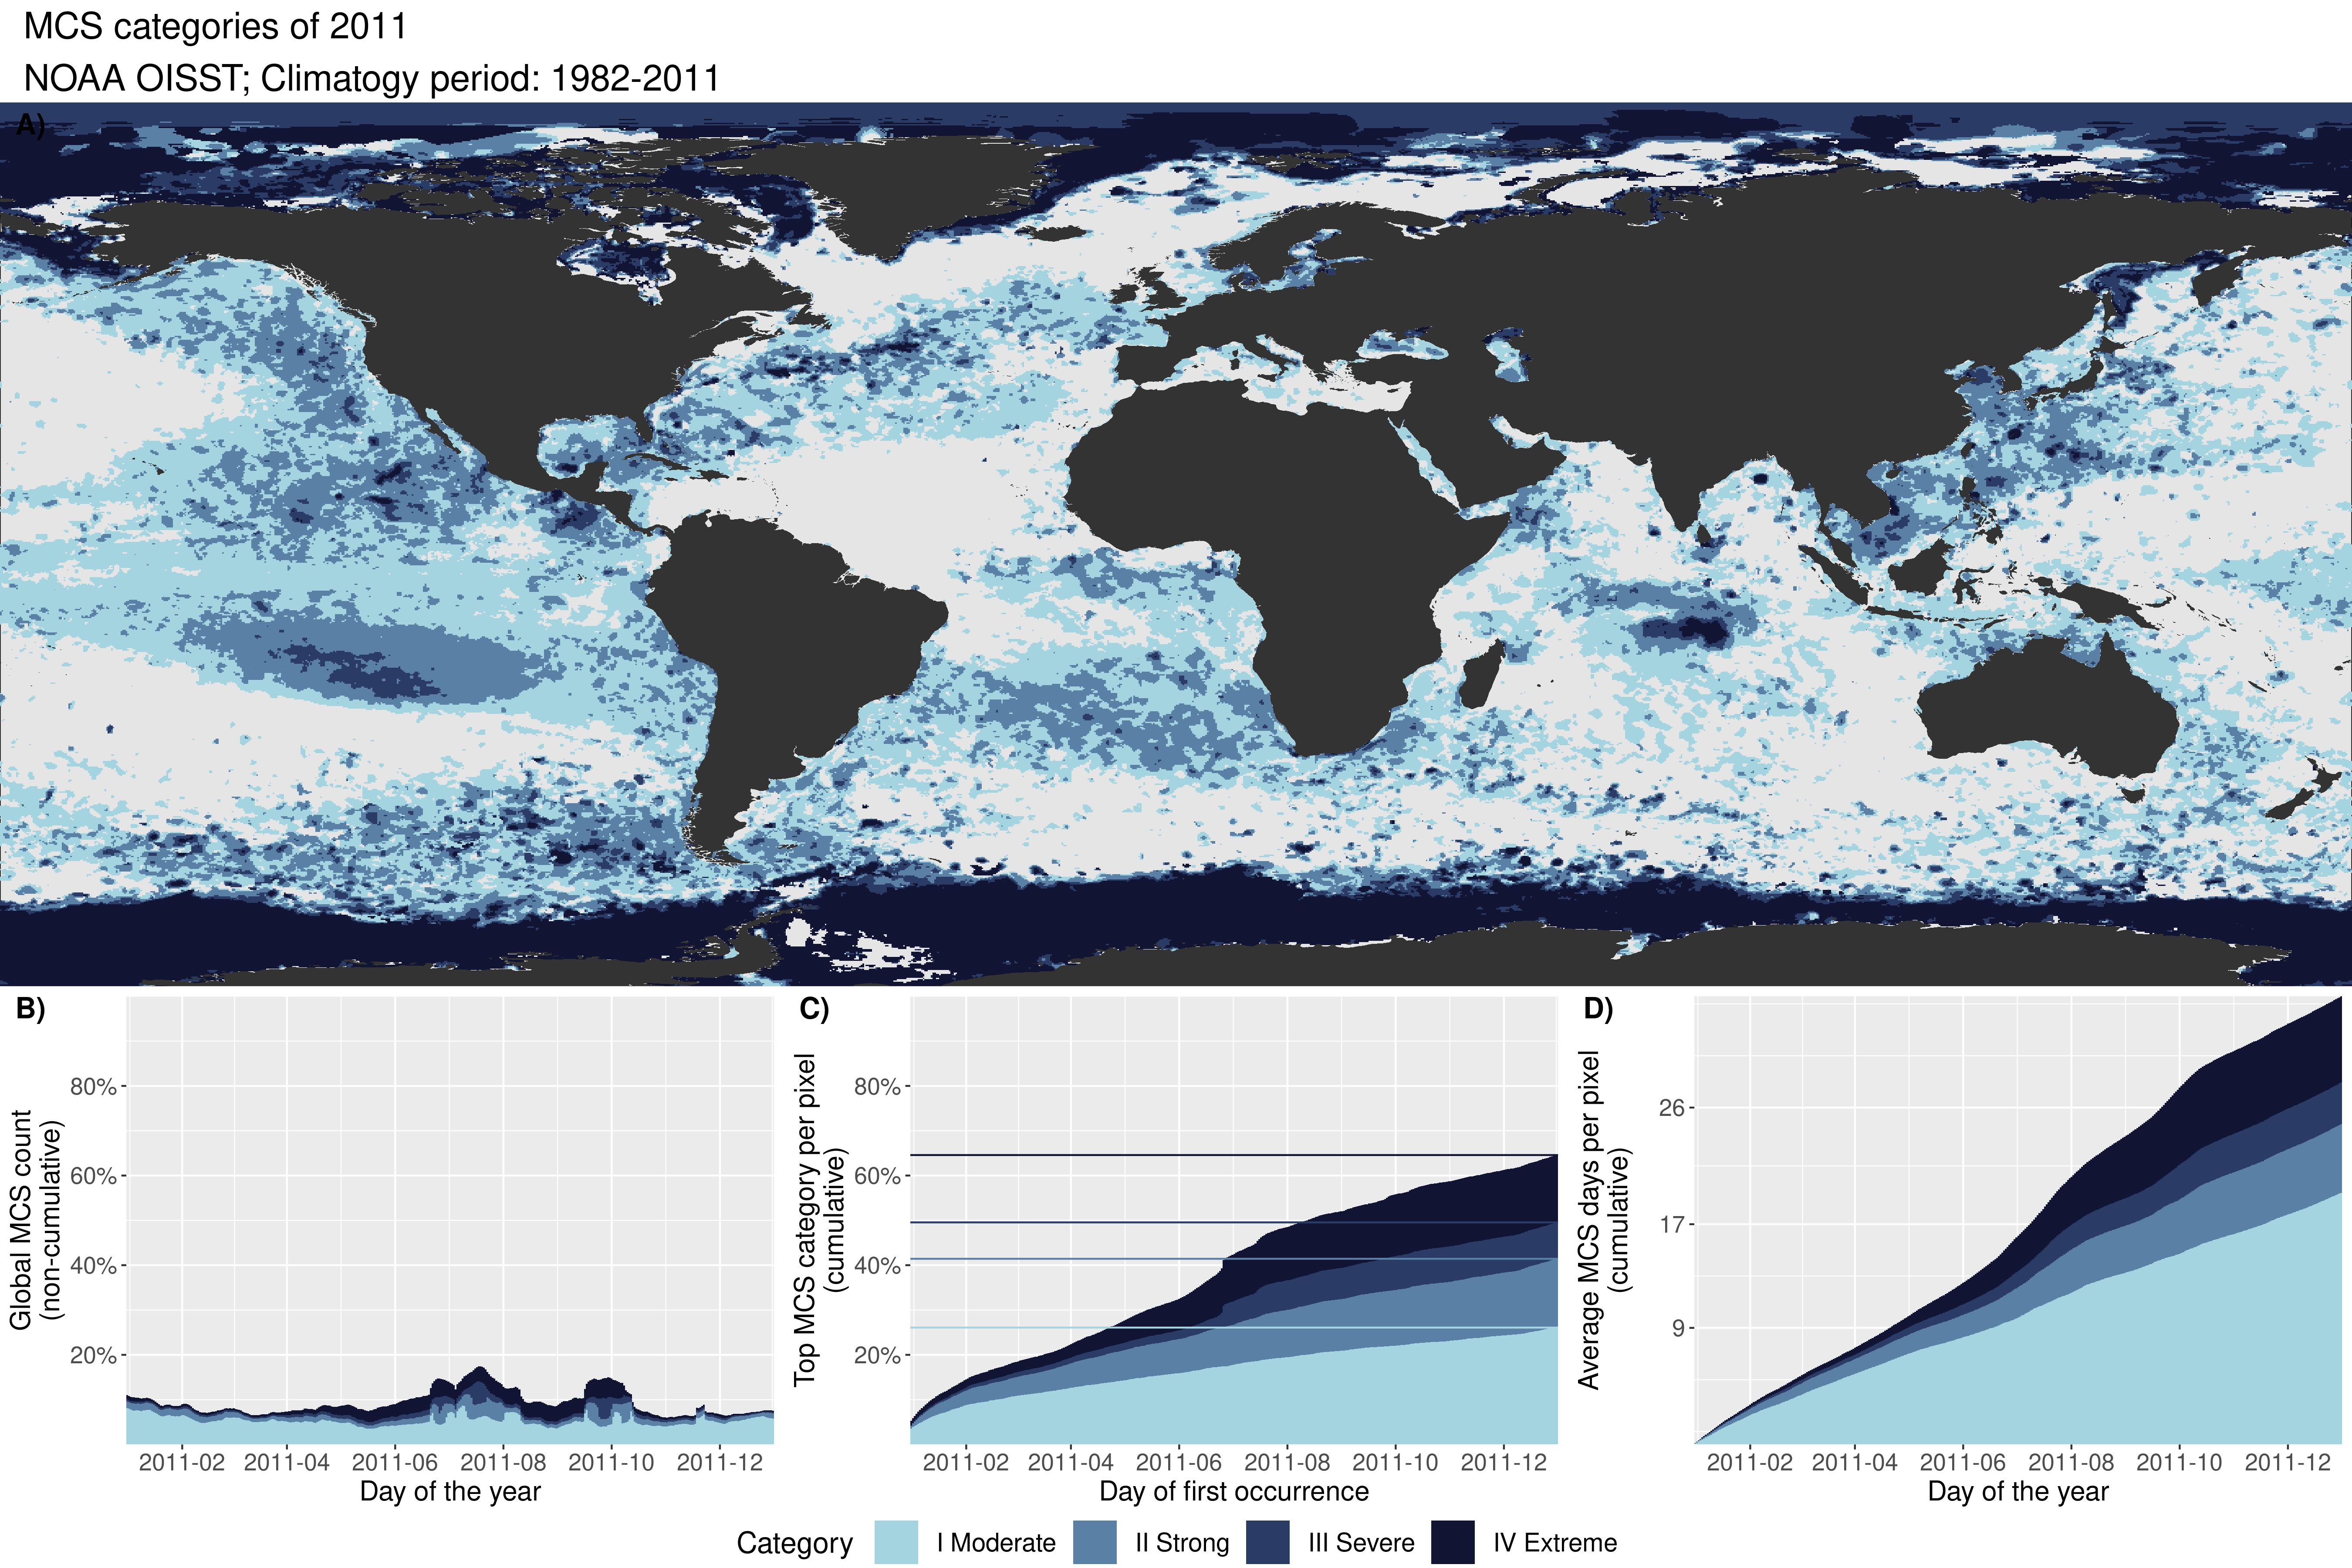 MCS categories of 2011
NOAA OISST; Climatogy period: 1982-2011
A)
B)
Global MCS count
(non-cumulative)
80%
60%
40%
20%
2011-02 2011-04 2011-06 2011-08 2011-10 2011-12
Day of the year
C)
Top MCS category per pixel
(cumulative)
80%
60%
40%
20%
2011-02 2011-04 2011-06 2011-08 2011-10 2011-12
Day of first occurrence
D)
Average MCS days per pixel
(cumulative)
26
17
9
2011-02 2011-04 2011-06 2011-08 2011-10 2011-12
Day of the year
Category I Moderate II Strong III Severe IV Extreme